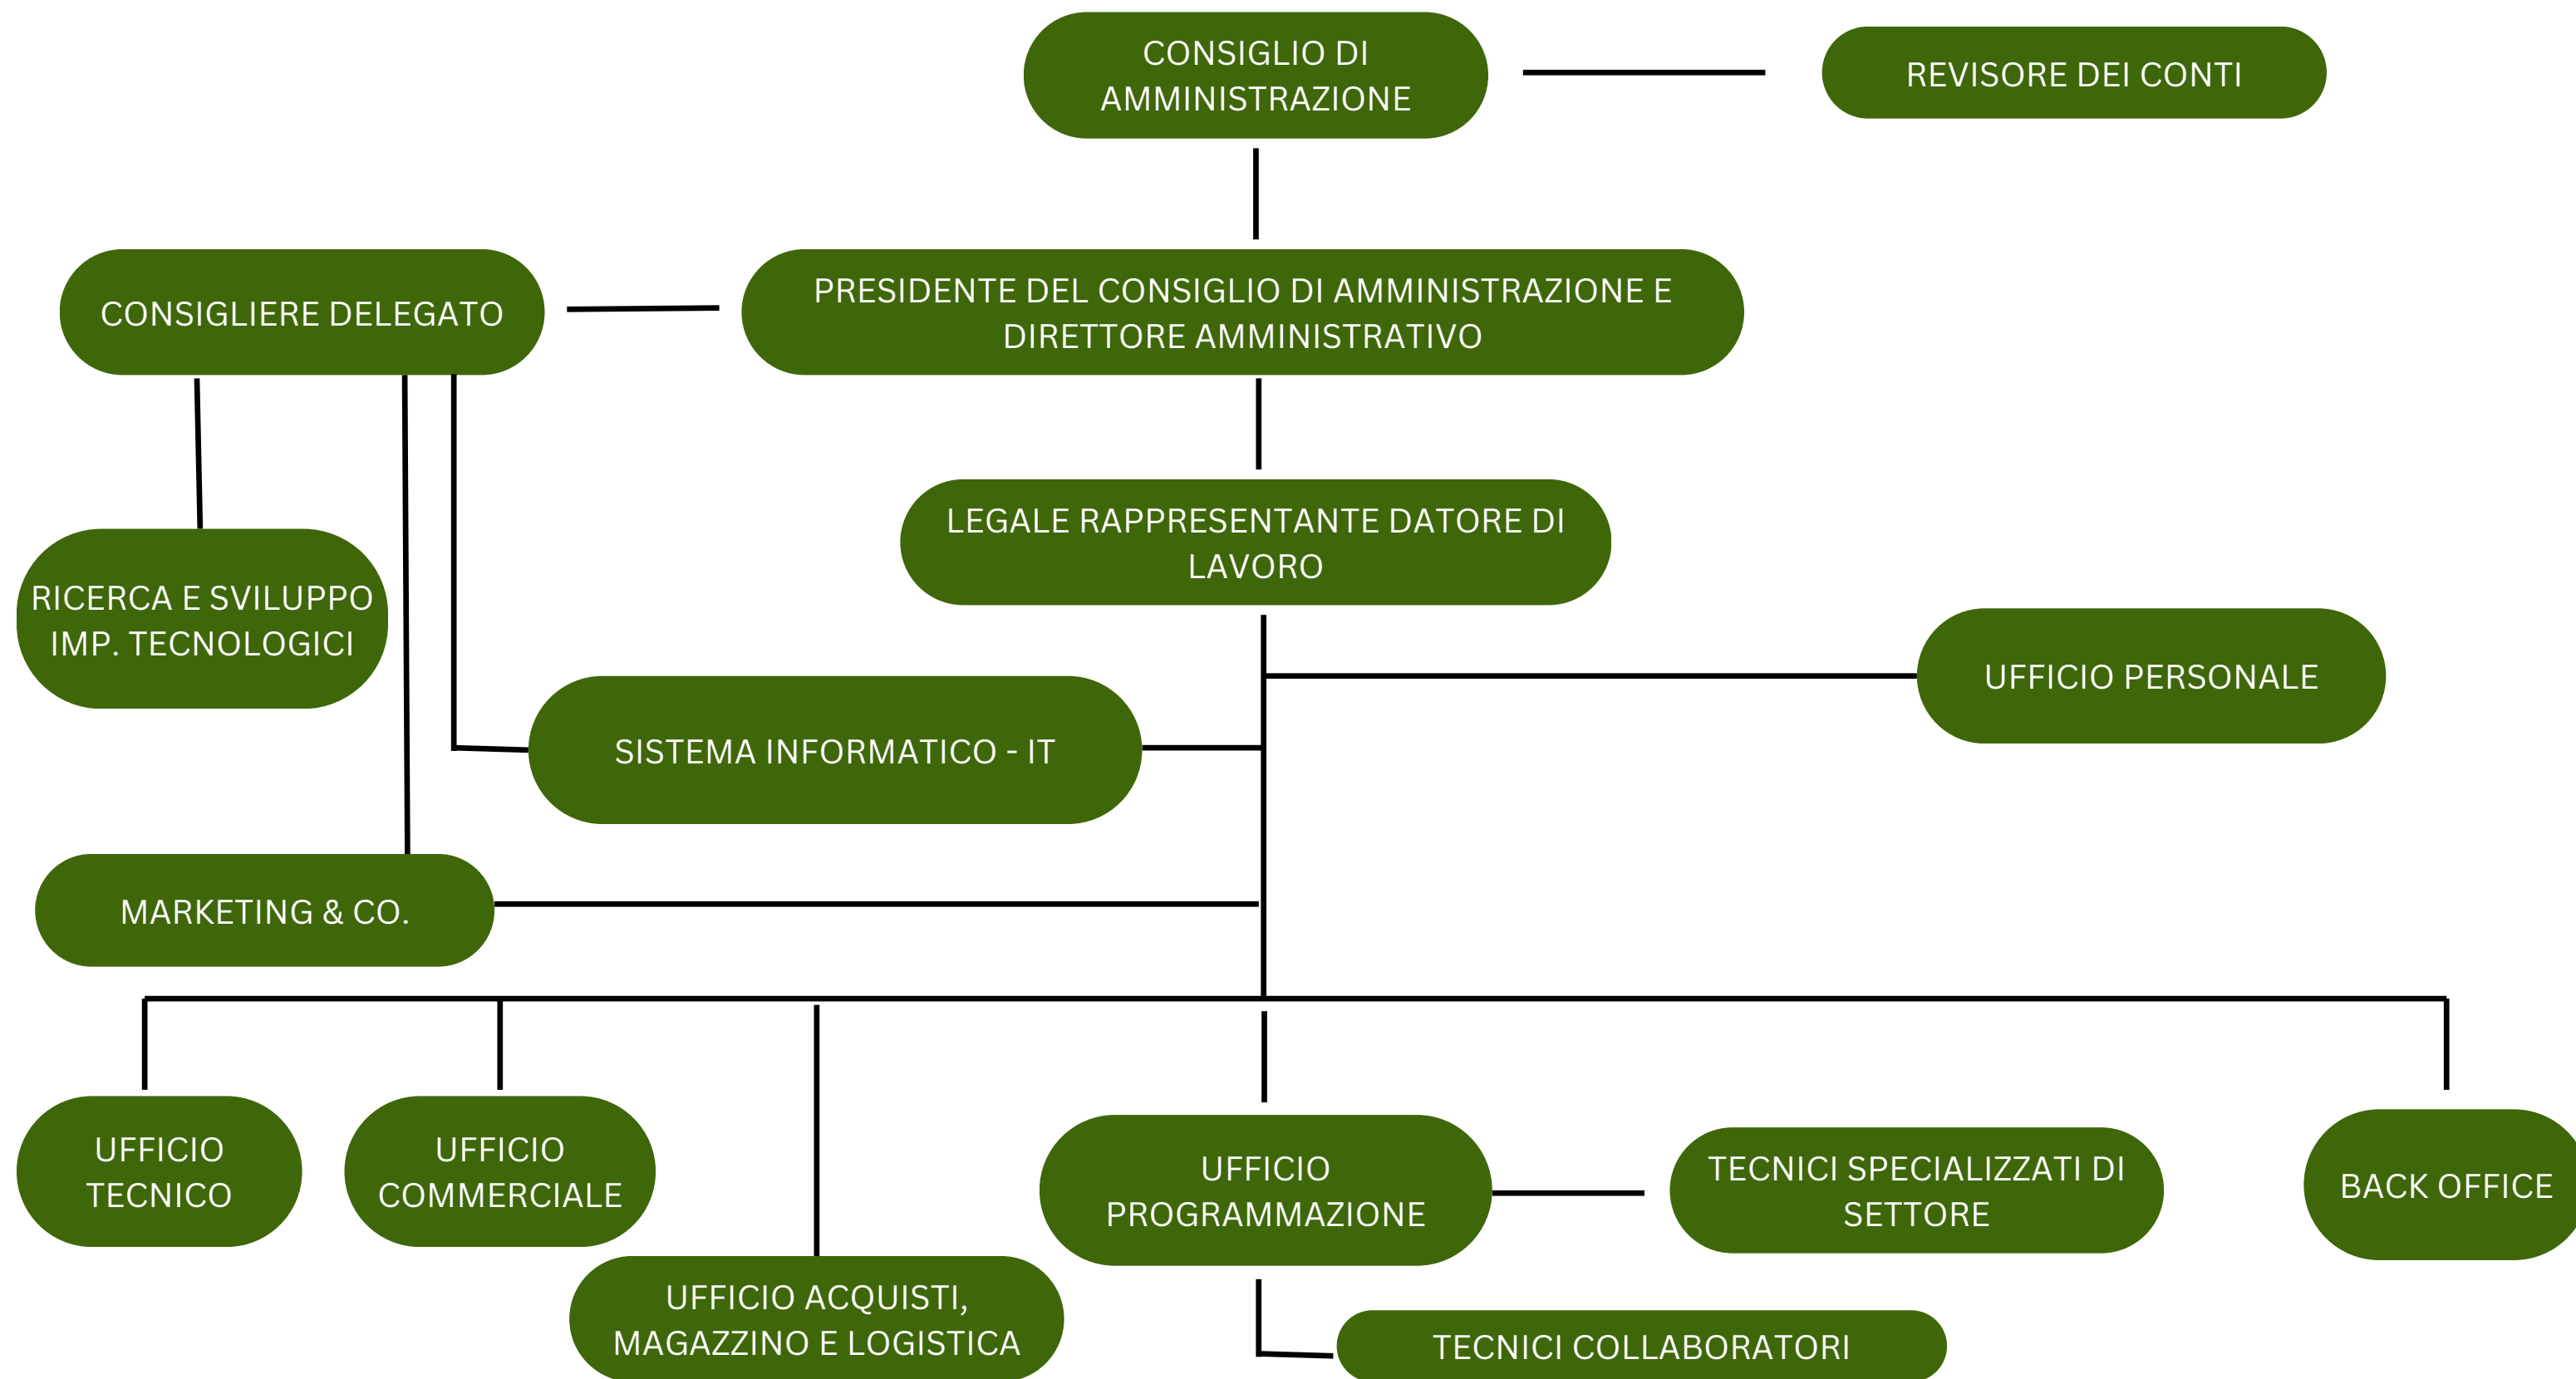 CONSIGLIO DI
AMMINISTRAZIONE
REVISORE DEI CONTI
CONSIGLIERE DELEGATO
PRESIDENTE DEL CONSIGLIO DI AMMINISTRAZIONE E
DIRETTORE AMMINISTRATIVO
LEGALE RAPPRESENTANTE DATORE DI
LAVORO
RICERCA E SVILUPPO
IMP. TECNOLOGICI
UFFICIO PERSONALE
SISTEMA INFORMATICO - IT
MARKETING & CO.
UFFICIO
TECNICO
UFFICIO
COMMERCIALE
UFFICIO ACQUISTI,
MAGAZZINO E LOGISTICA
UFFICIO
PROGRAMMAZIONE
TECNICI SPECIALIZZATI DI
SETTORE
BACK OFFICE
TECNICI COLLABORATORI